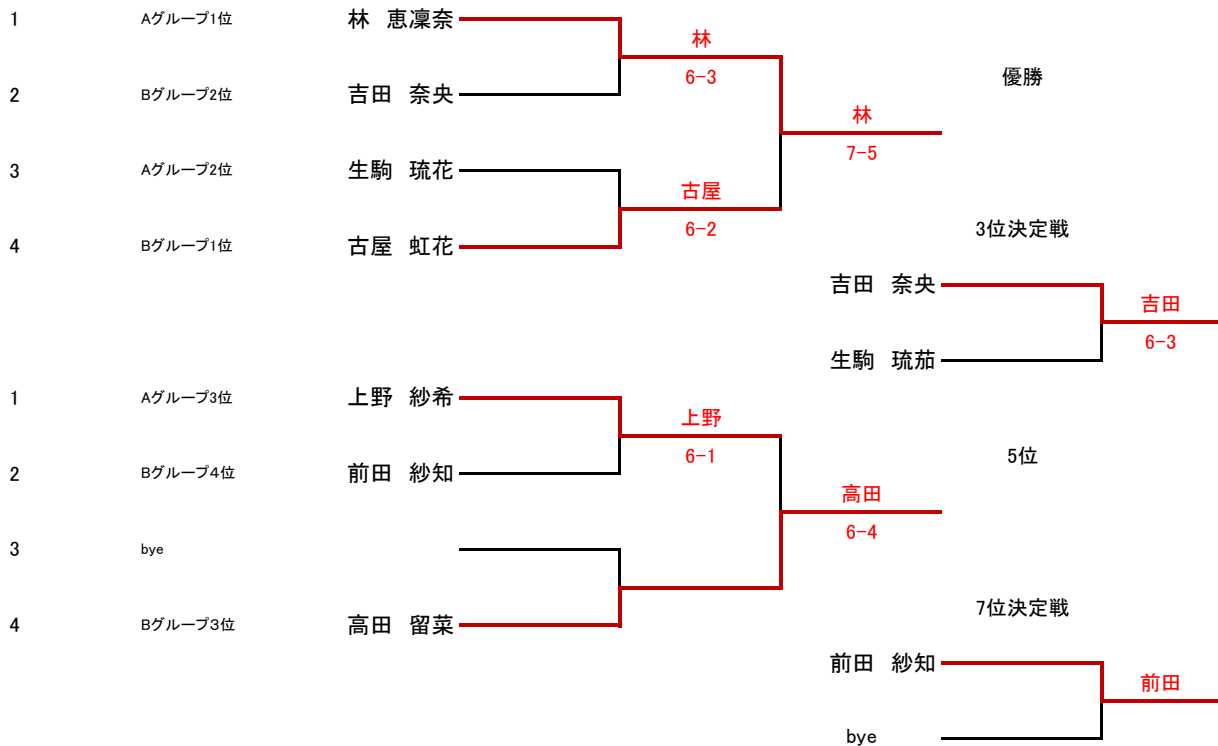 1 Aグループ1位 林 恵凜奈
林
6-3
優勝
2 Bグループ2位 吉田 奈央
林
7-5
3 Aグループ2位 生駒 琉花
古屋
6-2
3位決定戦
4 Bグループ1位 古屋 虹花
吉田 奈央
吉田
6-3
生駒 琉茄
1 Aグループ3位 上野 紗希
上野
6-1
5位
2 Bグループ4位 前田 紗知
高田
6-4
3 bye
7位決定戦
4 Bグループ3位 高田 留菜
前田 紗知
前田
bye